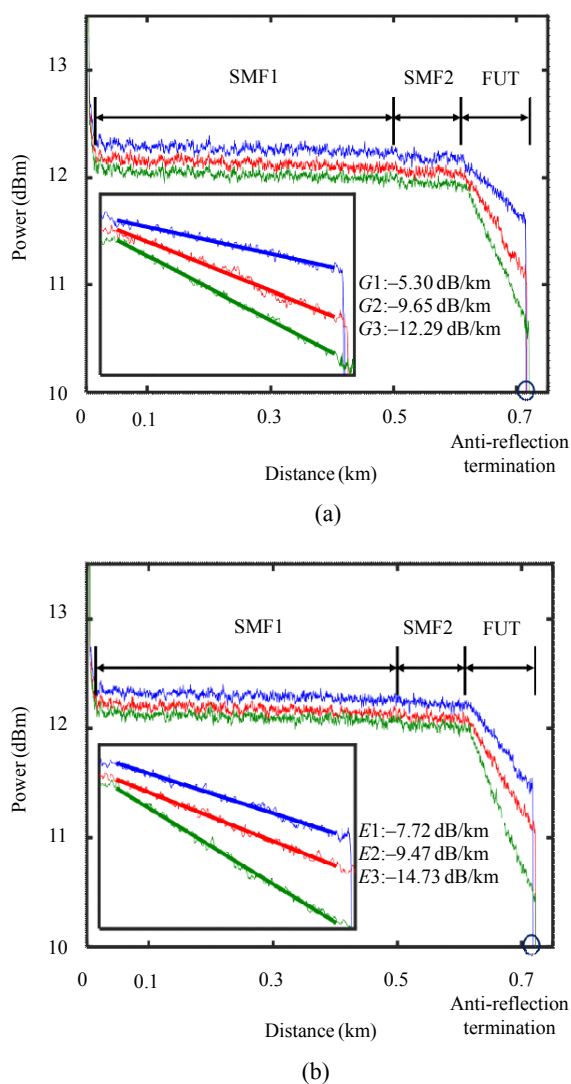 13
SMF1
SMF2
FUT
12
Power (dBm)
11
G1:–5.30 dB/km
G2:–9.65 dB/km
G3:–12.29 dB/km
10
0
0.1
0.3
0.5
0.7
Anti-reflection
termination
Distance (km)
(a)
13
SMF1
SMF2
FUT
12
Power (dBm)
11
E1:–7.72 dB/km
E2:–9.47 dB/km
E3:–14.73 dB/km
10
0
0.1
0.3
0.5
0.7
Anti-reflection
termination
Distance (km)
(b)